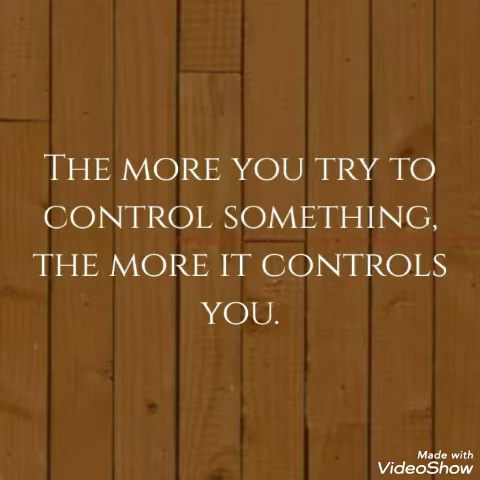 The more you try to
control something,
the more it controls
you.
Made with
VideoShow